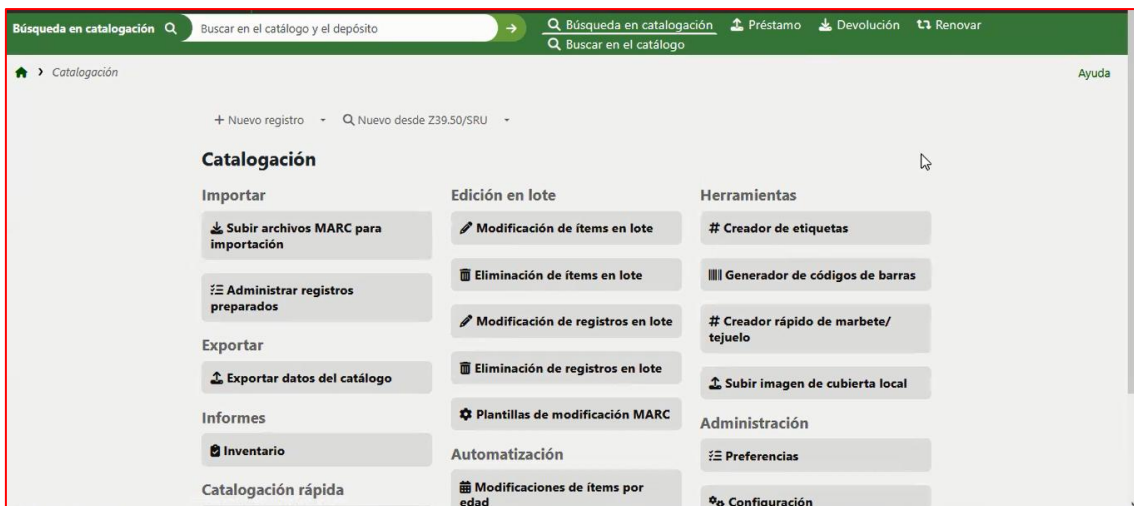 Búsqueda en catalogación
Buscar en el catálogo y el depósito
Búsqueda en catalogación
Préstamo
Devolución
Renovar
Buscar en el catálogo
Catalogación
Ayuda
+ Nuevo registro
Nuevo desde Z39.50/SRU
Catalogación
Importar
Subir archivos MARC para
importación
Administrar registros
preparados
Exportar
Exportar datos del catálogo
Informes
Inventario
Catalogación rápida
Edición en lote
Modificación de ítems en lote
Eliminación de ítems en lote
Modificación de registros en lote
Eliminación de registros en lote
Plantillas de modificación MARC
Automatización
Modificaciones de ítems por
edad
Herramientas
# Creador de etiquetas
Generador de códigos de barras
# Creador rápido de marbete/
tejuelo
Subir imagen de cubierta local
Administración
Preferencias
Configuración